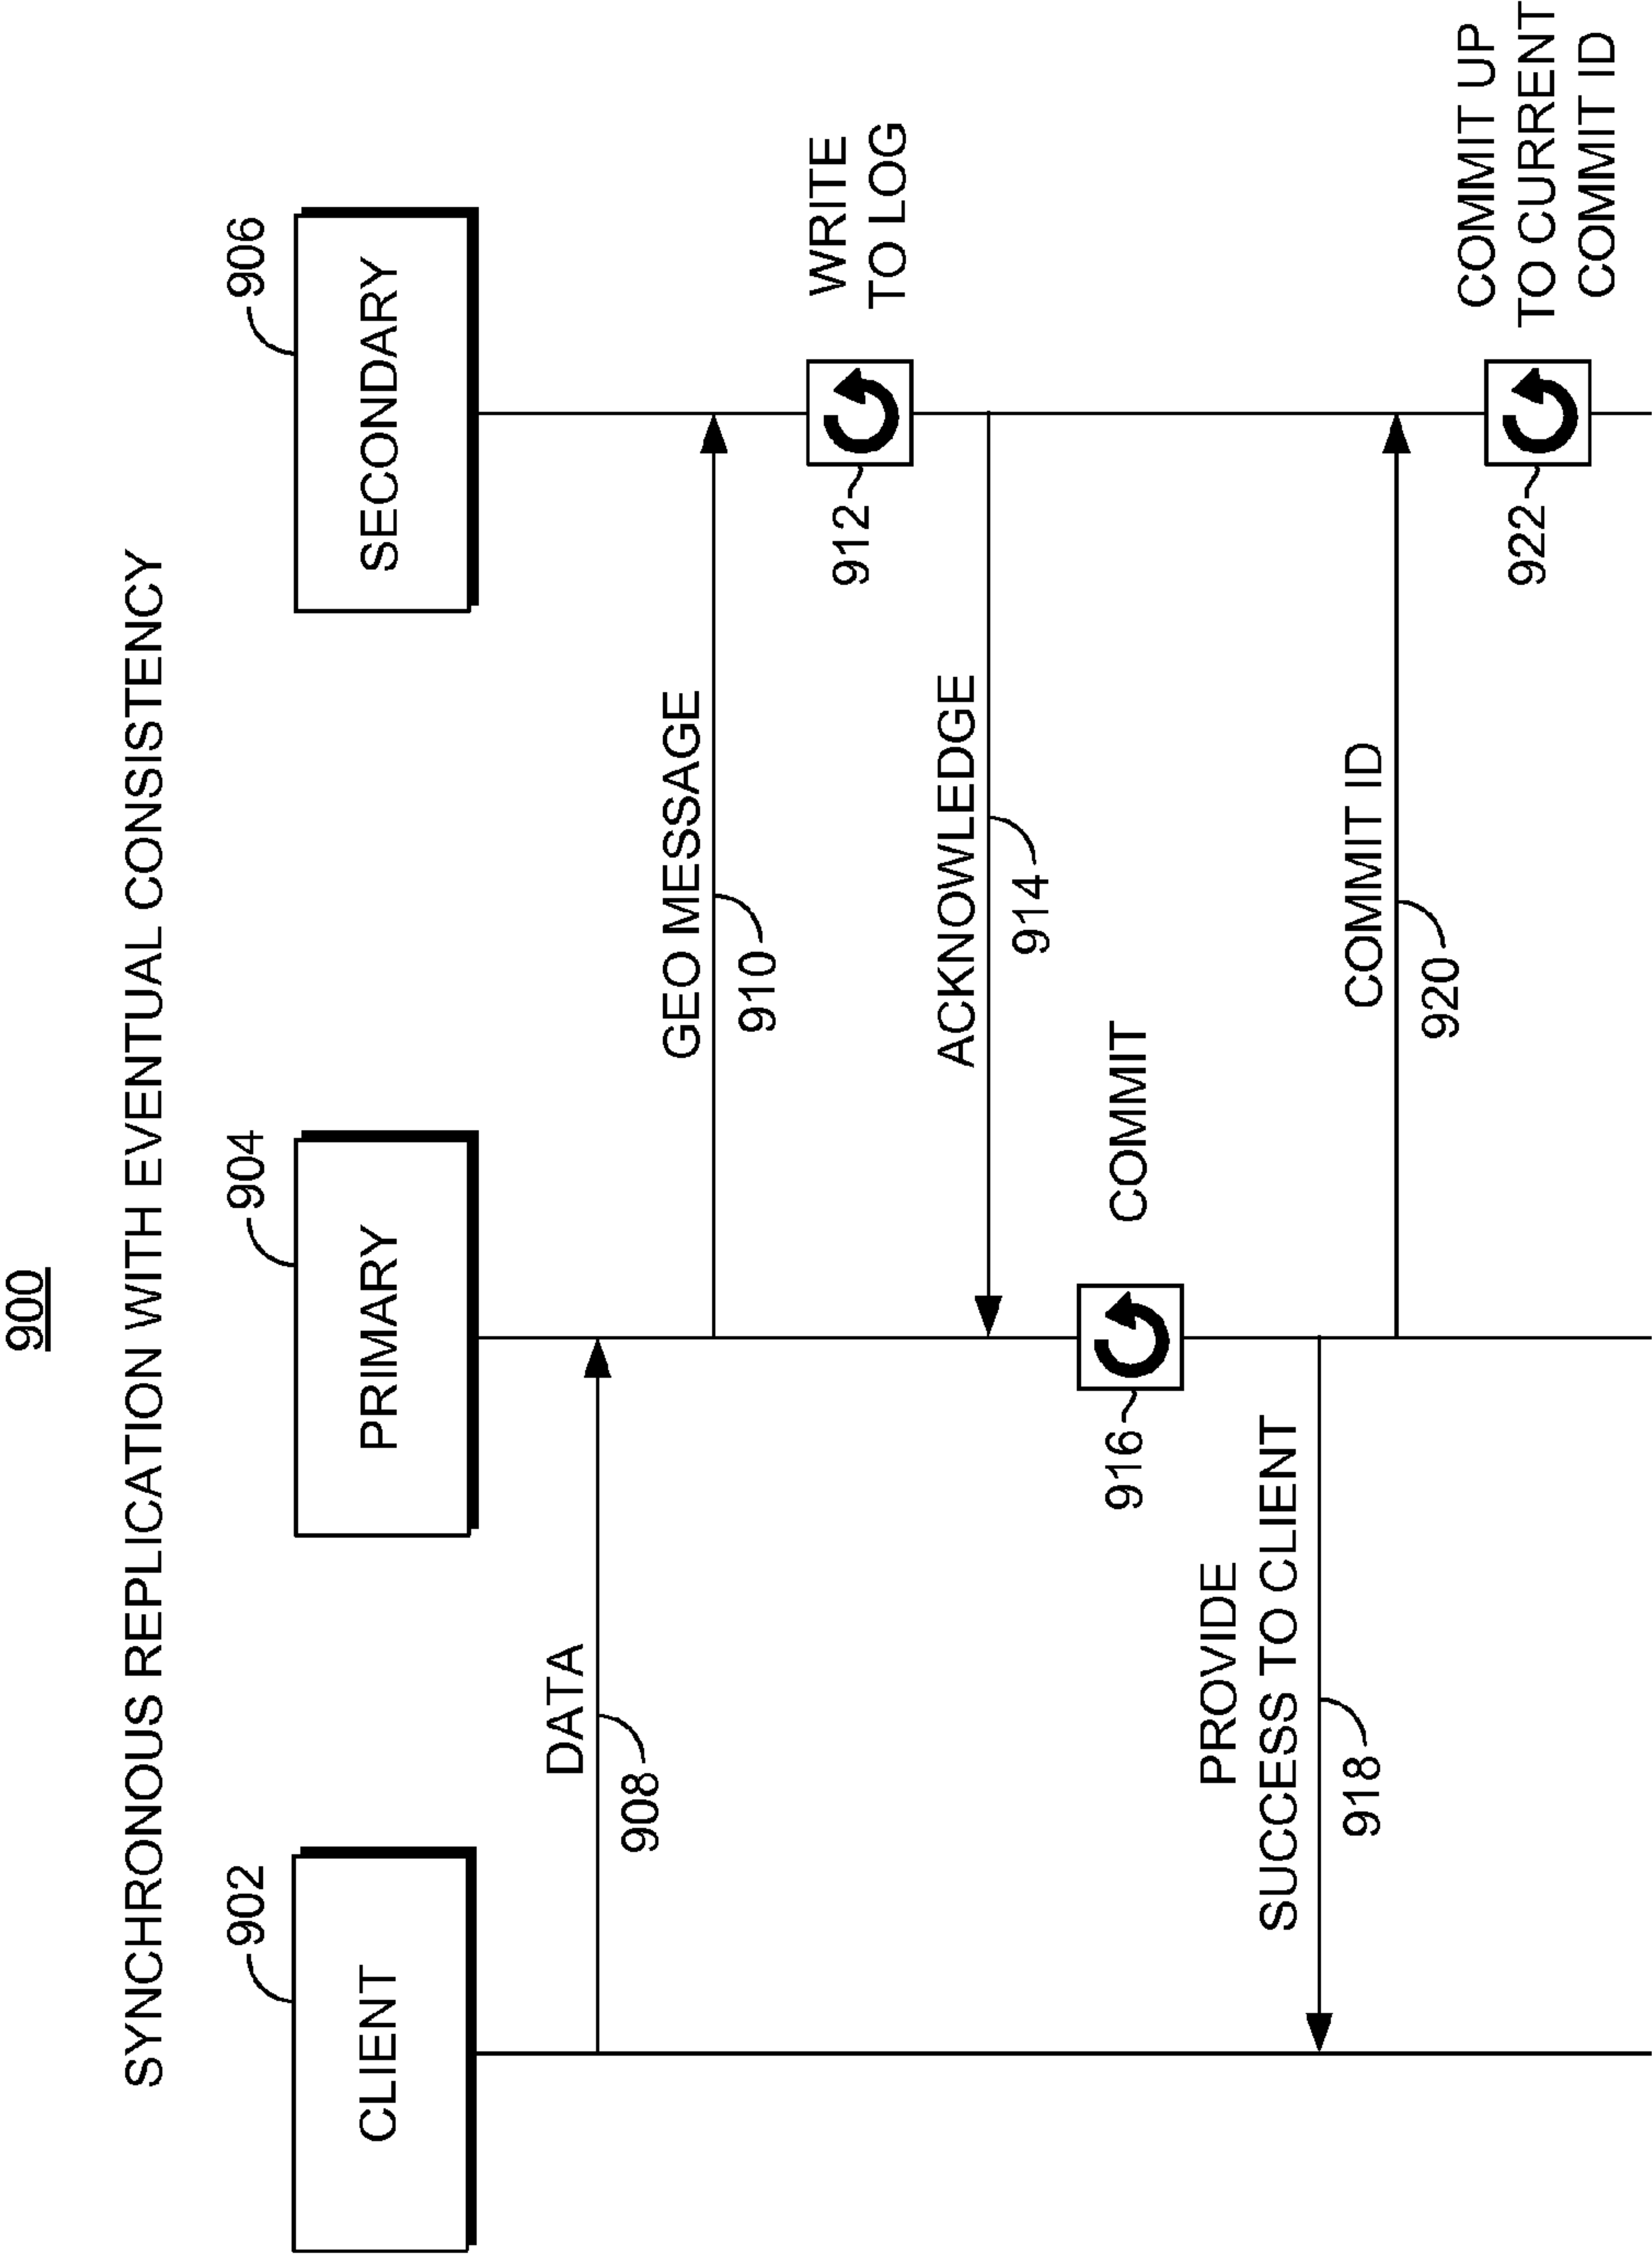 900
SYNCHRONOUS REPLICATION WITH EVENTUAL CONSISTENCY
902
904
906
CLIENT
PRIMARY
SECONDARY
DATA
908
GEO MESSAGE
910
912
WRITE
TO LOG
ACKNOWLEDGE
914
916
COMMIT
PROVIDE
SUCCESS TO CLIENT
918
COMMIT ID
920
922
COMMIT UP
TO CURRENT
COMMIT ID